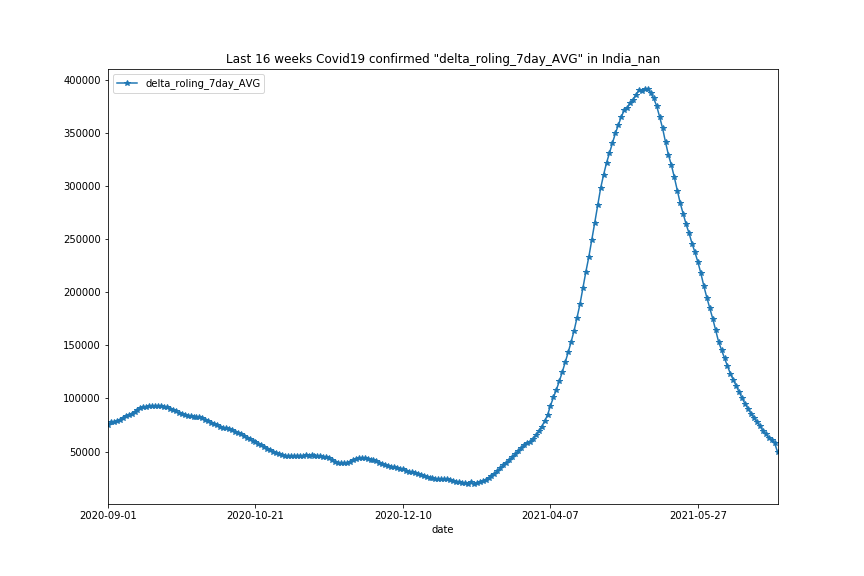 Last 16 weeks Covid19 confirmed "delta_roling_7day_AVG" in India_nan
delta_roling_7day_AVG
400000
350000
300000
250000
200000
150000
100000
50000
2020-09-01 2020-10-21 2020-12-10 2021-04-07 2021-05-27
date